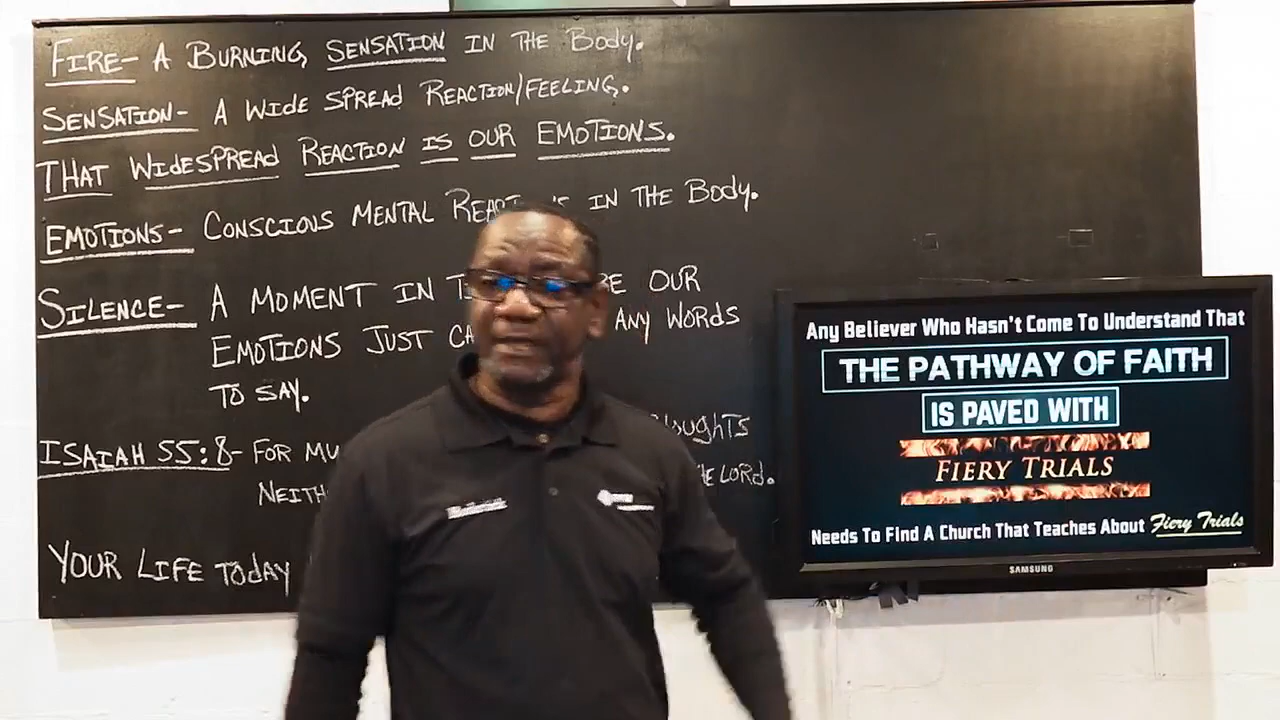 FIRE- A BURNING SENSATION IN THE BODY.
SENSATION- A WIDE SPREAD REACTION/FEELING.
THAT WIDESPREAD REACTION IS OUR EMOTIONS.
EMOTIONS- CONSCIOUS MENTAL IN THE BODY.
SILENCE- A MOMENT IN OUR
EMOTIONS JUST ANY WORDS
TO SAY.
ISAIAH 55:8- FOR
LORD.
YOUR LIFE TODAY
Any Believer Who Hasn't Come To Understand That
THE PATHWAY OF FAITH
IS PAVED WITH
FIERY TRIALS
Needs To Find A Church That Teaches About Fiery Trials
SAMSUNG